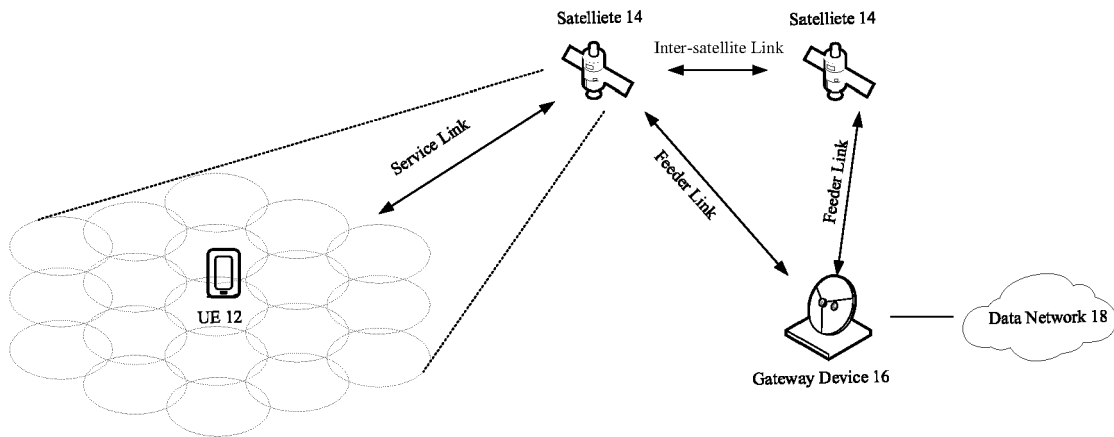 Satelliete 14
Satelliete 14
Inter-satellite Link
Service Link
Feeder Link
Feeder Link
UE 12
Data Network 18
Gateway Device 16